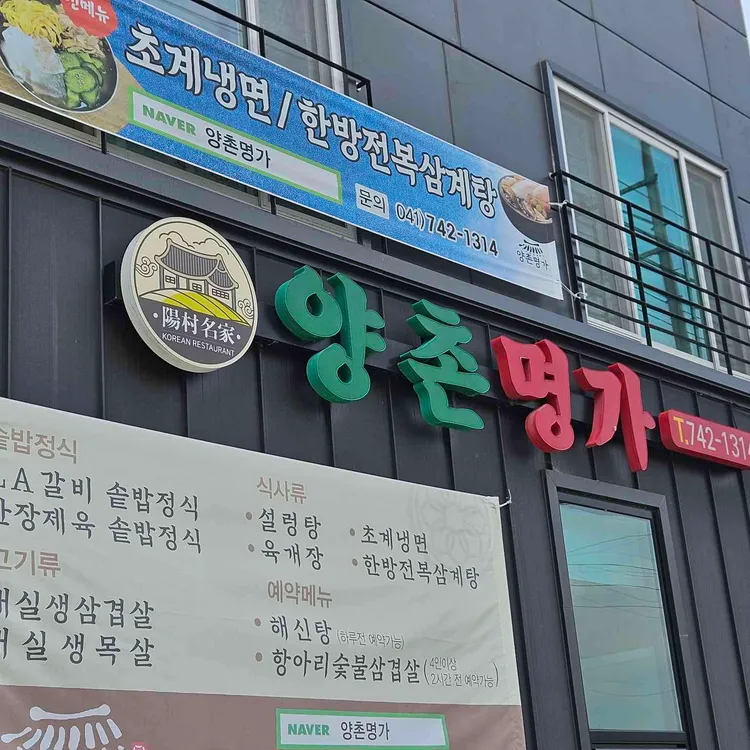 메뉴
초계냉면 / 한방전복삼계탕
NAVER 양촌명가
문의 041)742-1314
양촌명가
陽村名家
KOREAN RESTAURANT
양촌명가 T.742-1314
솥밥정식
LA갈비 솥밥정식
간장제육 솥밥정식
고기류
매실생삼겹살
매실생목살
식사류
• 설렁탕
• 육개장
• 초계냉면
• 한방전복삼계탕
예약메뉴
• 해신탕 (하루전 예약가능)
• 항아리숯불삼겹살 (4인이상 2시간 전 예약가능)
NAVER 양촌명가